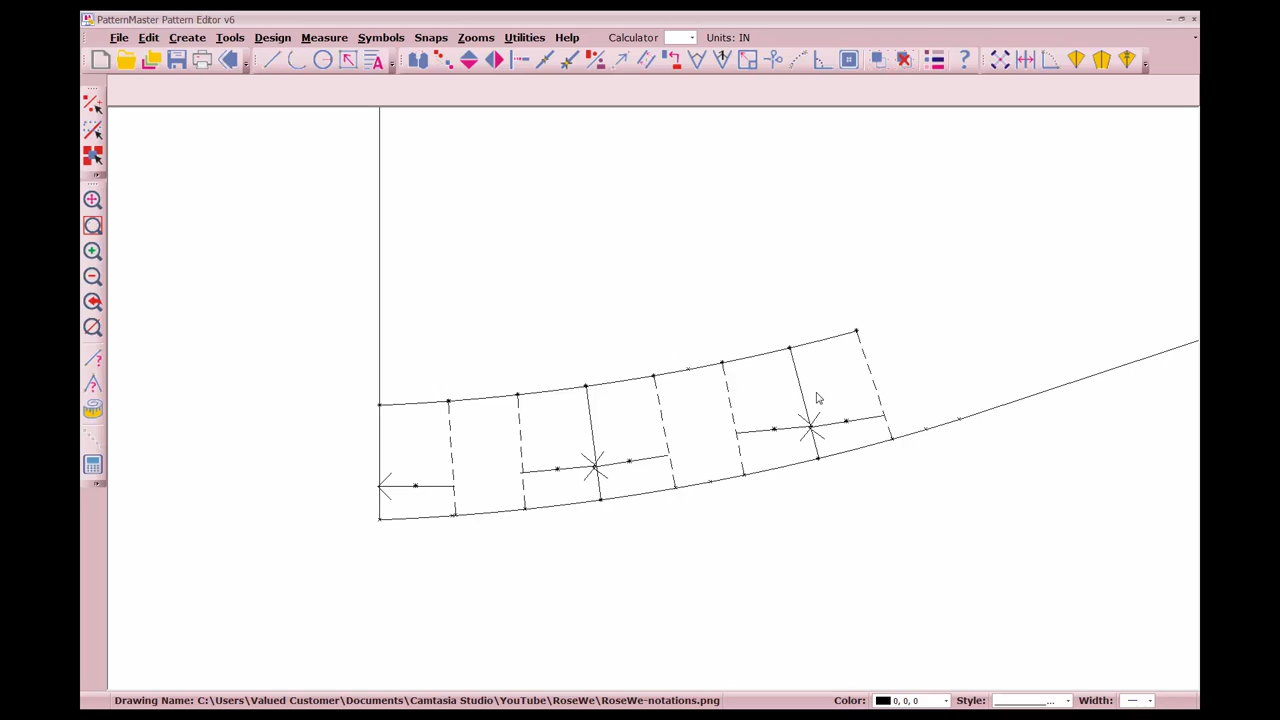 PatternMaster Pattern Editor v6
File Edit Create Tools Design Measure Symbols Snaps Zooms Utilities Help Calculator Units: IN
Drawing Name: C:\Users\Valued Customer\Documents\Camtasia Studio\YouTube\RoseWe\RoseWe-notations.png Color: 0, 0, 0 Style: ... Width: